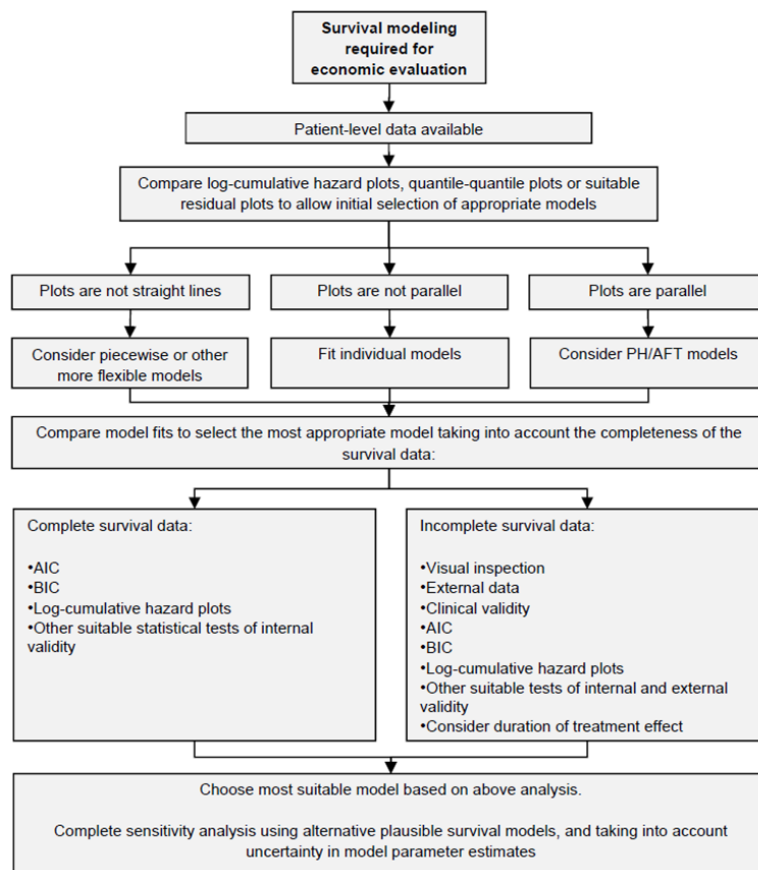 Survival modeling
required for
economic evaluation
Patient-level data available
Compare log-cumulative hazard plots, quantile-quantile plots or suitable
residual plots to allow initial selection of appropriate models
Plots are not straight lines
Plots are not parallel
Plots are parallel
Consider piecewise or other
more flexible models
Fit individual models
Consider PH/AFT models
Compare model fits to select the most appropriate model taking into account the completeness of the
survival data:
Complete survival data:
•AIC
•BIC
•Log-cumulative hazard plots
•Other suitable statistical tests of internal
validity
Incomplete survival data:
•Visual inspection
•External data
•Clinical validity
•AIC
•BIC
•Log-cumulative hazard plots
•Other suitable tests of internal and external
validity
•Consider duration of treatment effect
Choose most suitable model based on above analysis.
Complete sensitivity analysis using alternative plausible survival models, and taking into account
uncertainty in model parameter estimates